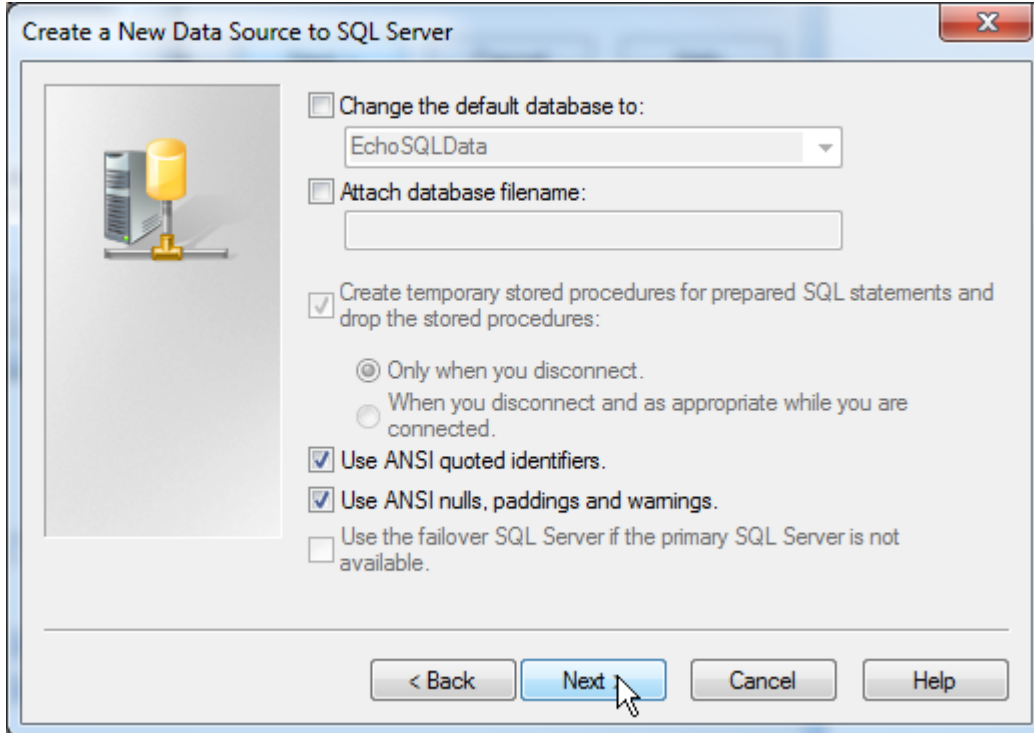 Create a New Data Source to SQL Server
Change the default database to:
EchoSQLData
Attach database filename:
Create temporary stored procedures for prepared SQL statements and
drop the stored procedures:
Only when you disconnect.
When you disconnect and as appropriate while you are
connected.
Use ANSI quoted identifiers.
Use ANSI nulls, paddings and warnings.
Use the failover SQL Server if the primary SQL Server is not
available.
< Back
Next >
Cancel
Help